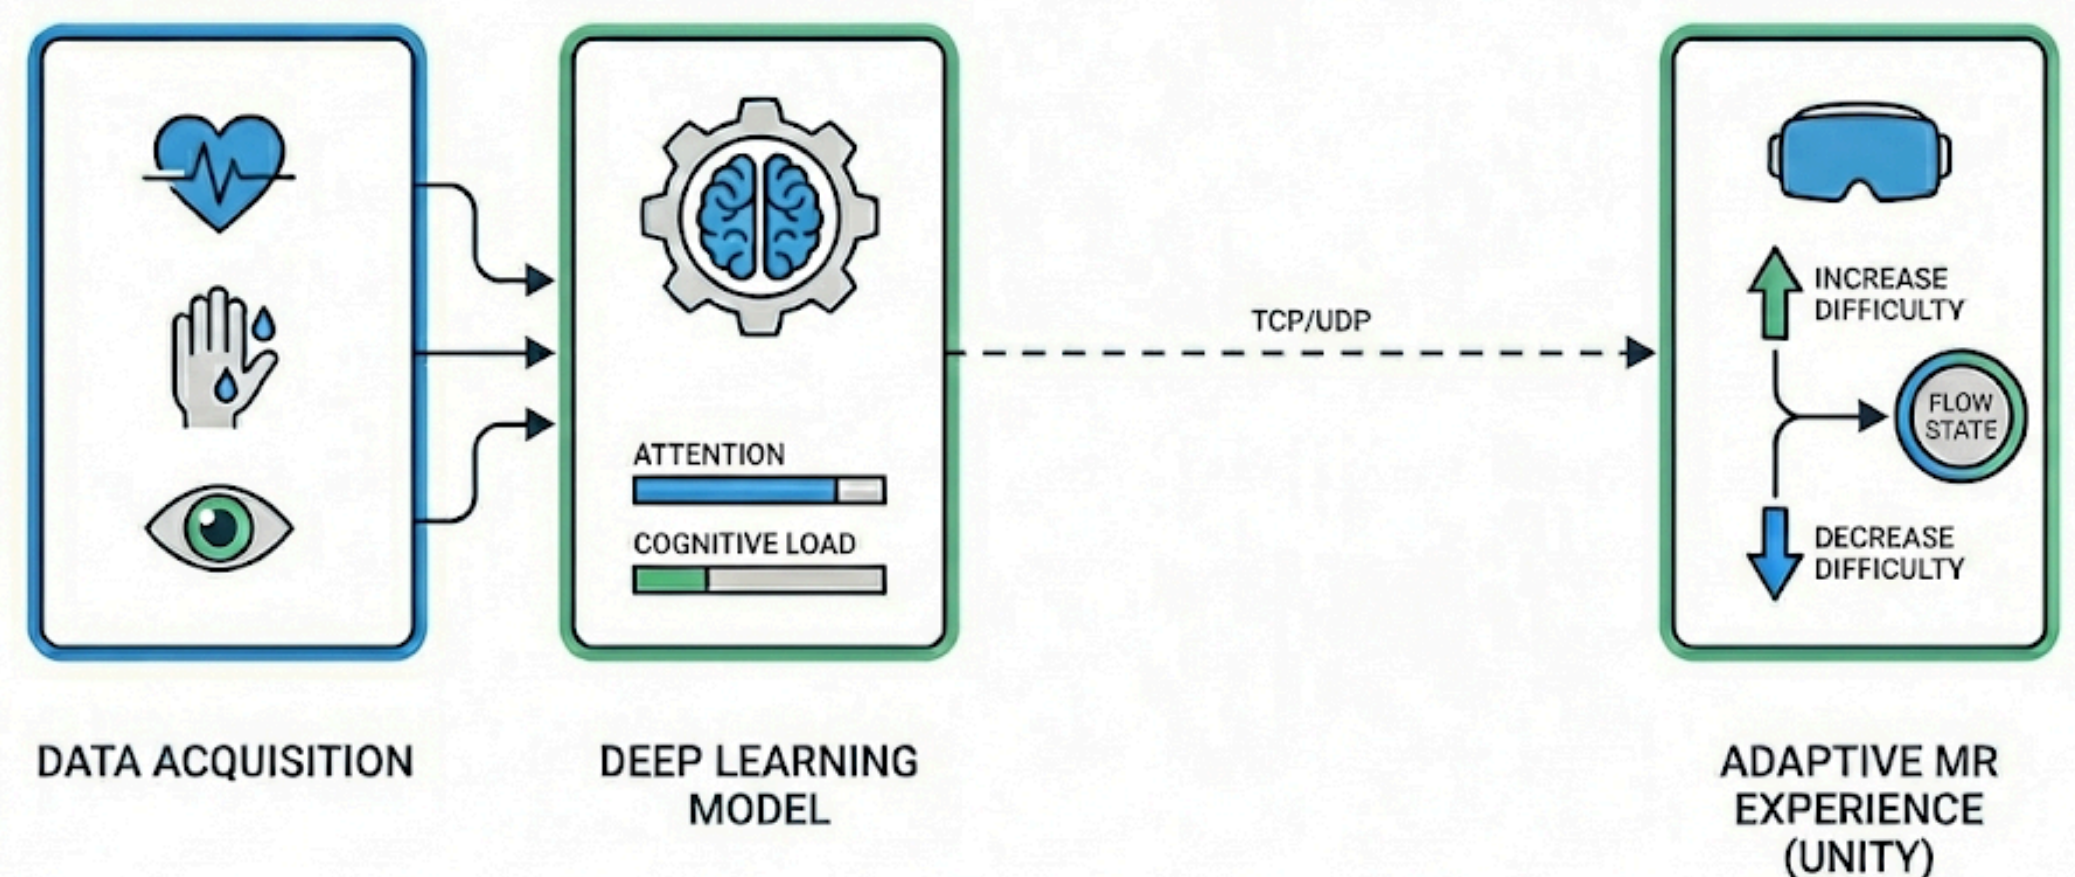 ATTENTION
COGNITIVE LOAD
TCP/UDP
INCREASE
DIFFICULTY
FLOW
STATE
DECREASE
DIFFICULTY
DATA ACQUISITION
DEEP LEARNING
MODEL
ADAPTIVE MR
EXPERIENCE
(UNITY)